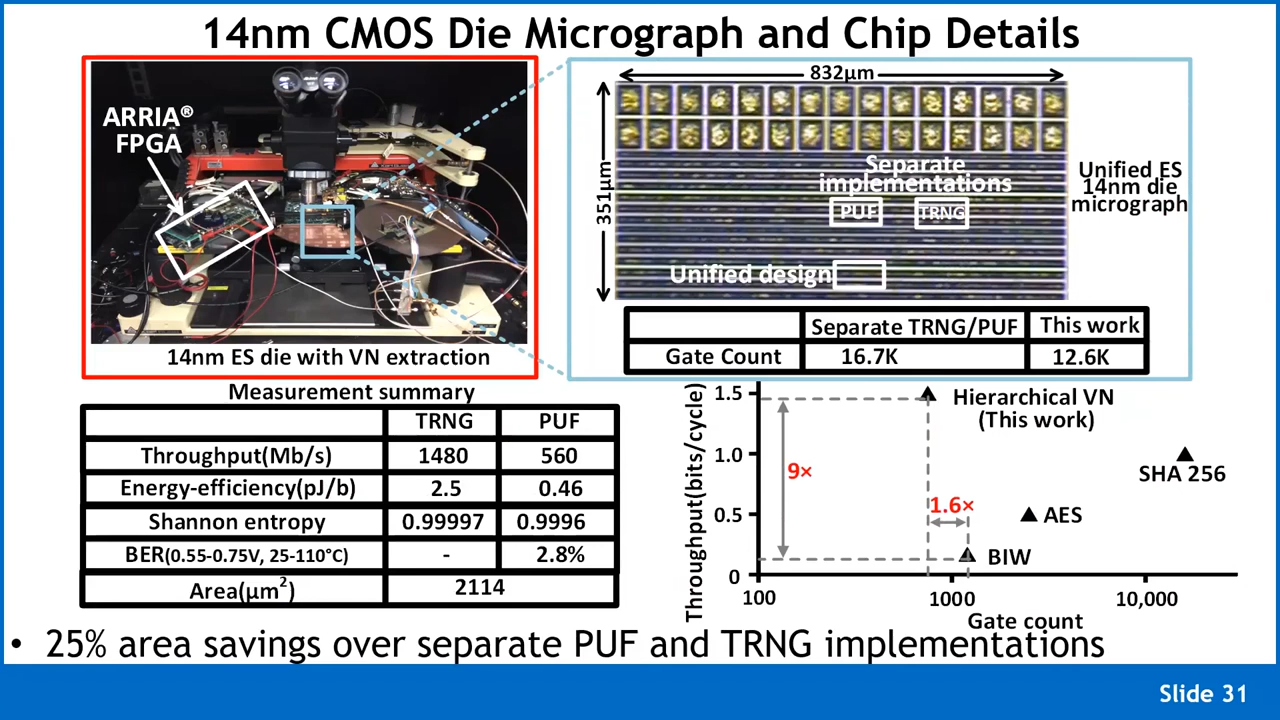 14nm CMOS Die Micrograph and Chip Details
ARRIA®
FPGA
14nm ES die with VN extraction
832µm
351µm
Separate
implementations
PUF
TRNG
Unified design
Unified ES
14nm die
micrograph
Separate TRNG/PUF This work
Gate Count 16.7K 12.6K
Measurement summary
TRNG PUF
Throughput(Mb/s) 1480 560
Energy-efficiency(pJ/b) 2.5 0.46
Shannon entropy 0.99997 0.9996
BER(0.55-0.75V, 25-110°C) - 2.8%
Area(µm²) 2114
Throughput(bits/cycle)
1.5
1.0
0.5
0
100
1000
10,000
Gate count
Hierarchical VN
(This work)
9×
1.6×
SHA 256
AES
BIW
• 25% area savings over separate PUF and TRNG implementations
Slide 31